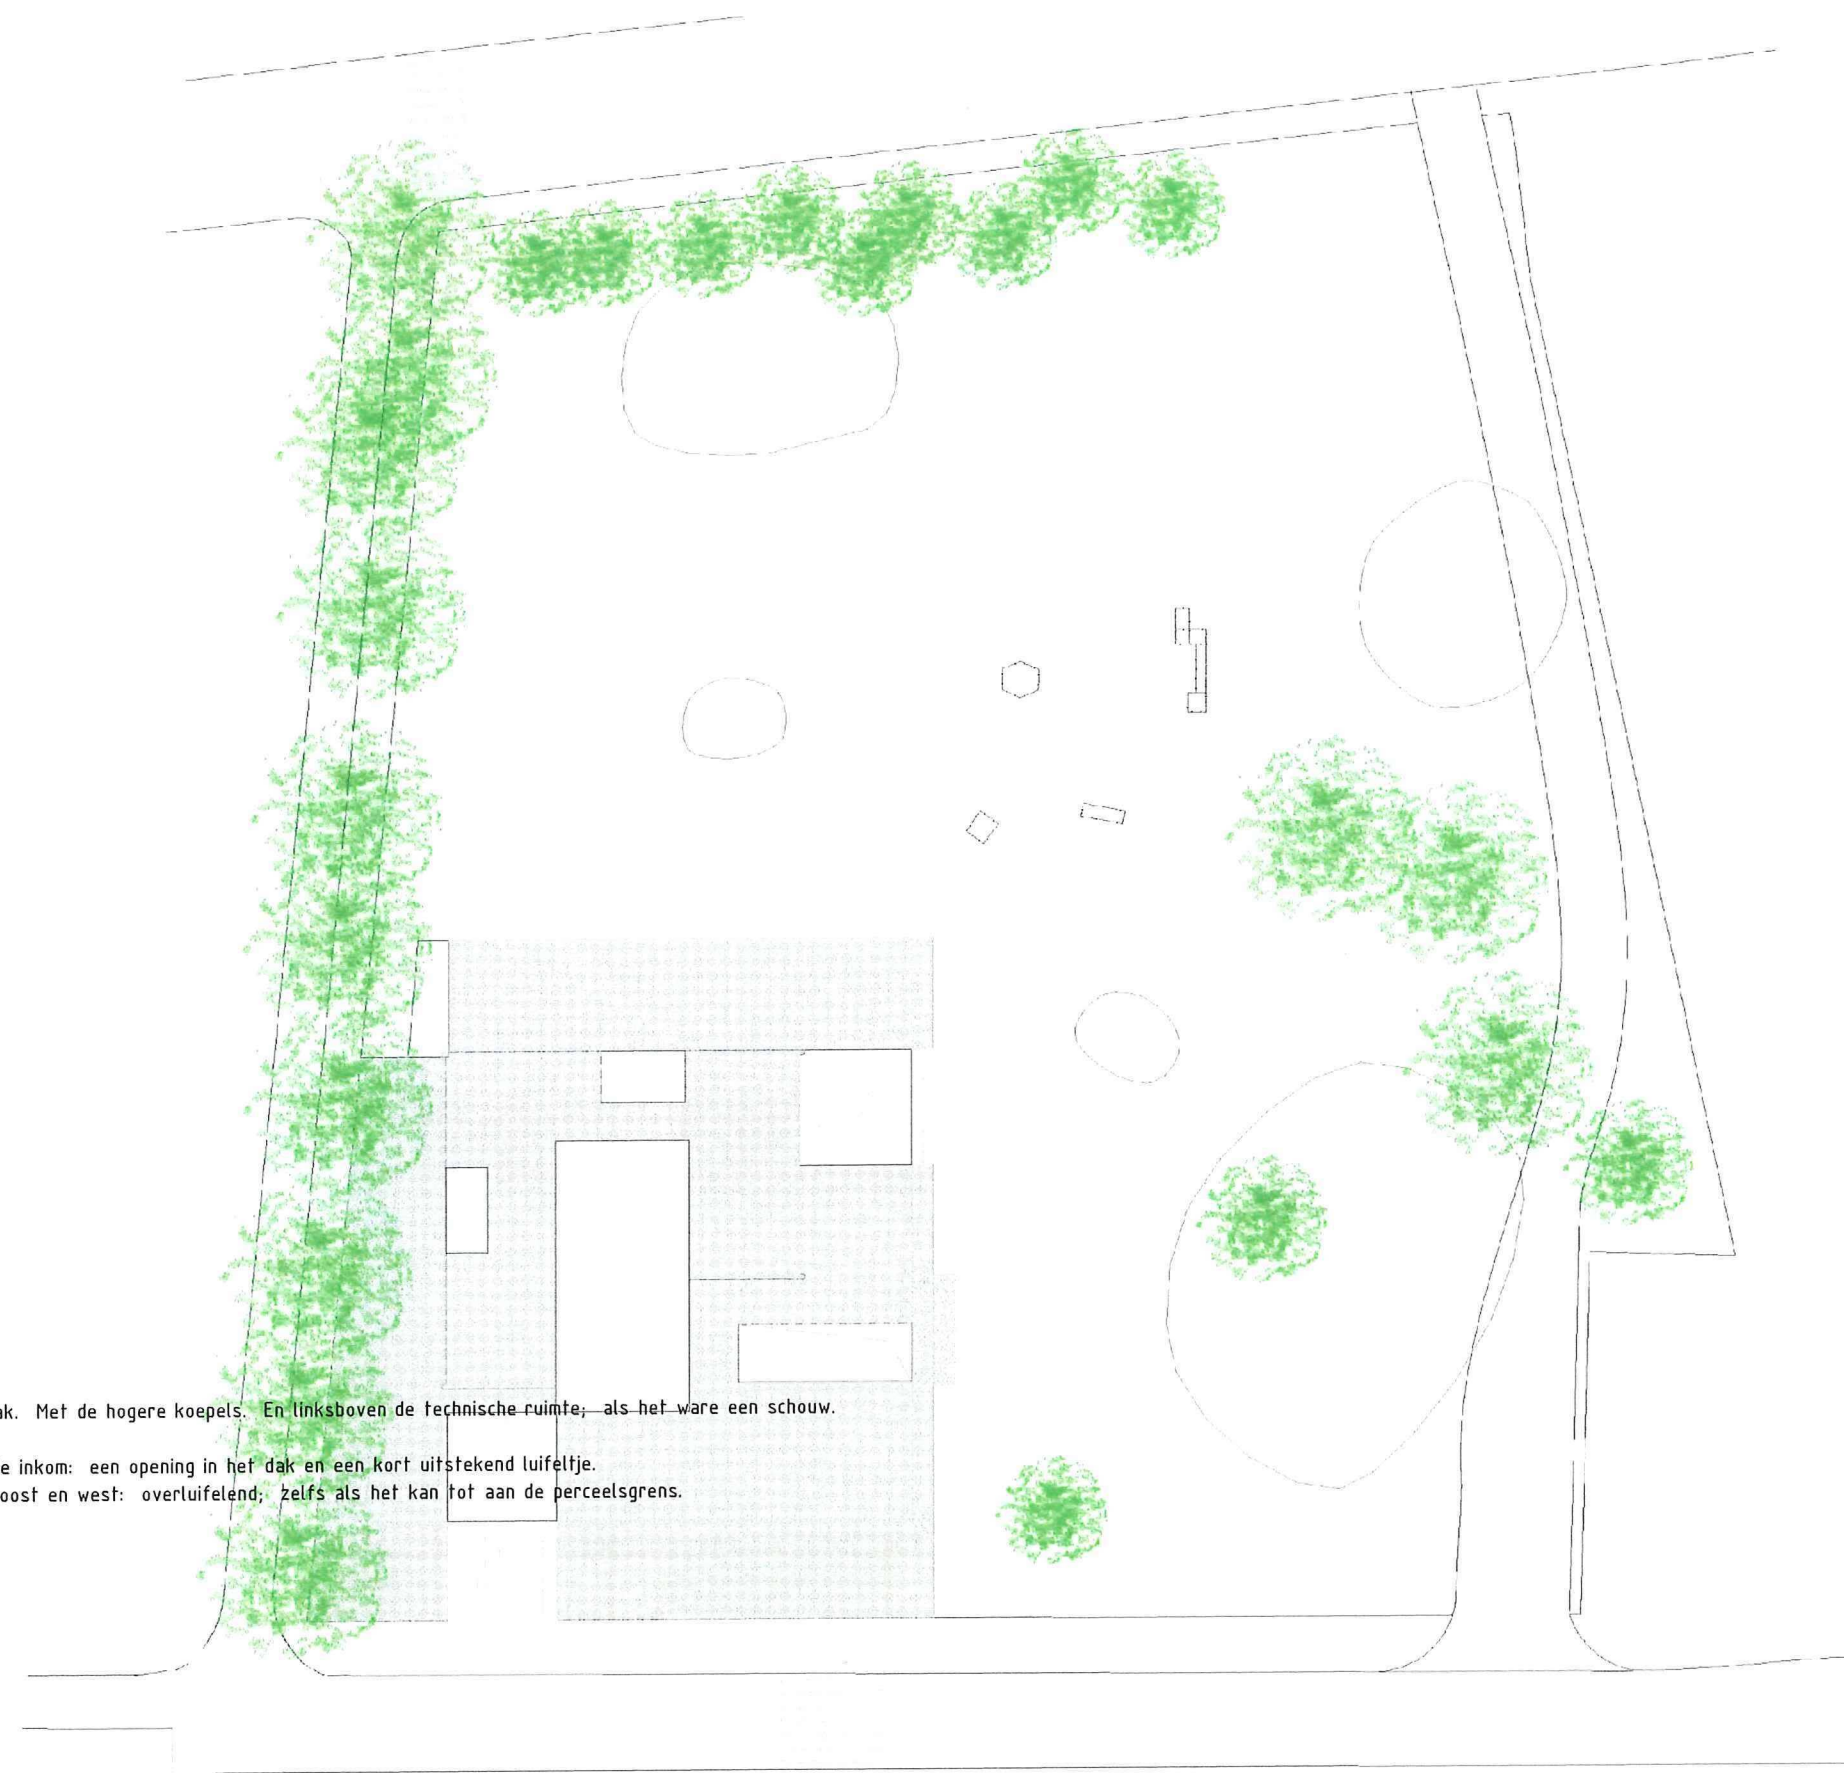 Met de hogere koepels. En linksboven de technische ruimte; als het ware een schouw.
inkom: een opening in het dak en een kort uitstekend luifeltje.
oost en west: overluifelend; zelfs als het kan tot aan de perceelsgrens.